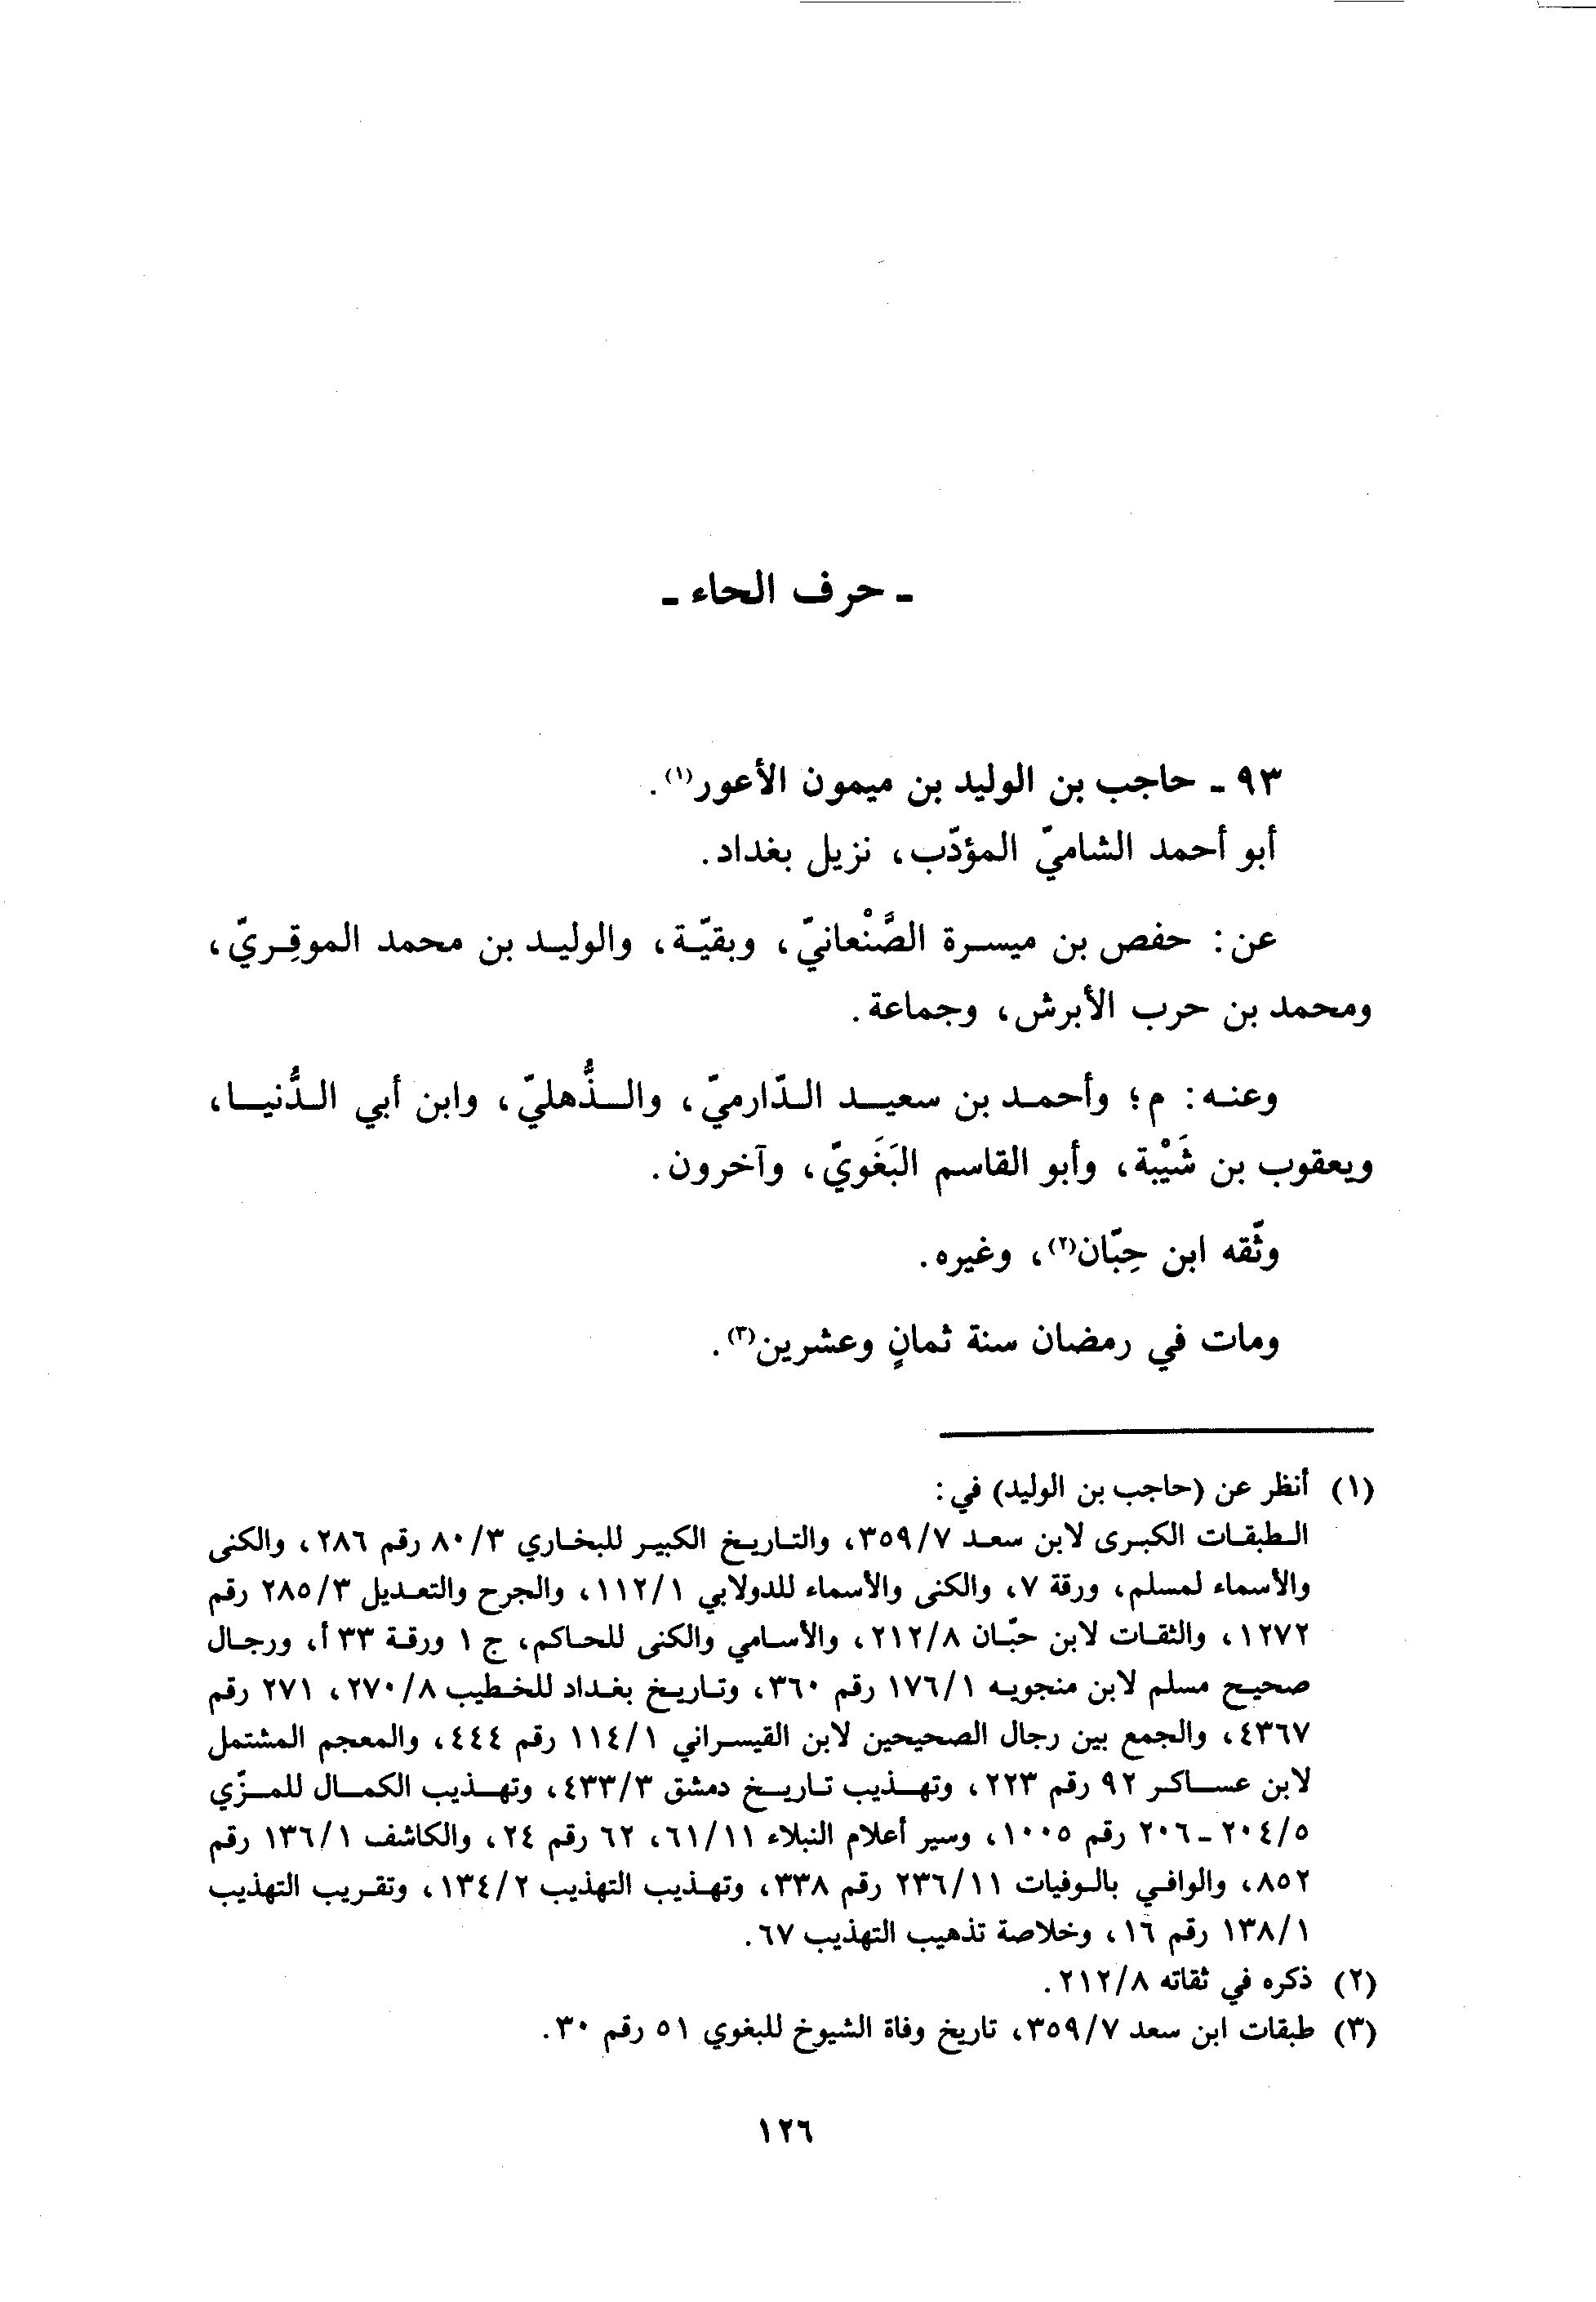 ـ حرف الحاء ـ
٩٣ ـ حاجب بن الوليد بن ميمون الأعور(١).
أبو أحمد الشاميّ المؤدّب، نزيل بغداد.
عن: حفص بن ميسرة الصَّنْعانيّ، وبقيّة، والوليد بن محمد الموقِريّ،
ومحمد بن حرب الأبرش، وجماعة.
وعنه: م؛ وأحمد بن سعيد الدّارميّ، والذُّهليّ، وابن أبي الدُّنيا،
ويعقوب بن شَيْبة، وأبو القاسم البَغَويّ، وآخرون.
وثّقه ابن حِبّان(٢)، وغيره.
ومات في رمضان سنة ثمانٍ وعشرين(٣).
(١) أنظر عن (حاجب بن الوليد) في:
الطبقات الكبرى لابن سعد ٣٥٩/٧، والتاريخ الكبير للبخاري ٨٠/٣ رقم ٢٨٦، والكنى
والأسماء لمسلم، ورقة ٧، والكنى والأسماء للدولابي ١١٢/١، والجرح والتعديل ٢٨٥/٣ رقم
١٢٧٢، والثقات لابن حبّان ٢١٢/٨، والأسامي والكنى للحاكم، ج ١ ورقة ٣٣ أ، ورجال
صحيح مسلم لابن منجويه ١٧٦/١ رقم ٣٦٠، وتاريخ بغداد للخطيب ٢٧٠/٨، ٢٧١ رقم
٤٣٦٧، والجمع بين رجال الصحيحين لابن القيسراني ١١٤/١ رقم ٤٤٤، والمعجم المشتمل
لابن عساكر ٩٢ رقم ٢٢٣، وتهذيب تاريخ دمشق ٤٣٣/٣، وتهذيب الكمال للمزّي
٢٠٤/٥ ـ ٢٠٦ رقم ١٠٠٥، وسير أعلام النبلاء ٦١/١١، ٦٢ رقم ٢٤، والكاشف ١٣٦/١ رقم
٨٥٢، والوافي بالوفيات ٢٣٦/١١ رقم ٣٣٨، وتهذيب التهذيب ١٣٤/٢، وتقريب التهذيب
١٣٨/١ رقم ١٦، وخلاصة تذهيب التهذيب ٦٧.
(٢) ذكره في ثقاته ٢١٢/٨.
(٣) طبقات ابن سعد ٣٥٩/٧، تاريخ وفاة الشيوخ للبغوي ٥١ رقم ٣٠.
١٢٦